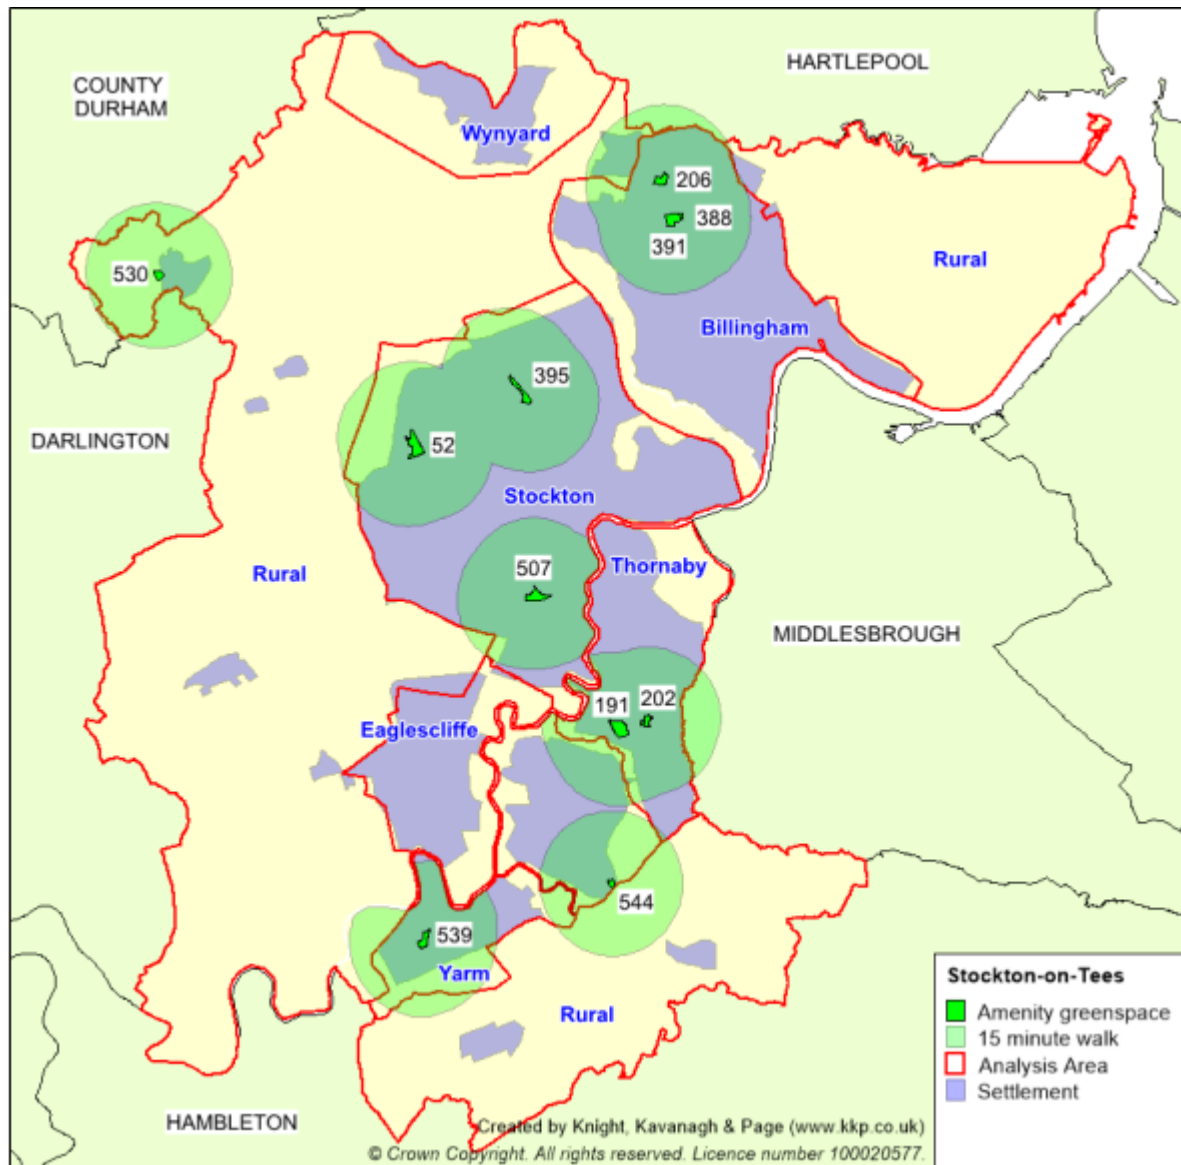 HARTLEPOOL
COUNTY
DURHAM
Wynyard
206
388
391
Rural
530
Billingham
395
DARLINGTON
52
Stockton
Thornaby
507
Rural
MIDDLESBROUGH
191
202
Eaglescliffe
544
539
Yarm
Rural
HAMBLETON
Stockton-on-Tees
Amenity greenspace
15 minute walk
Analysis Area
Settlement
Created by Knight, Kavanagh & Page (www.kkp.co.uk)
© Crown Copyright. All rights reserved. Licence number 100020577.